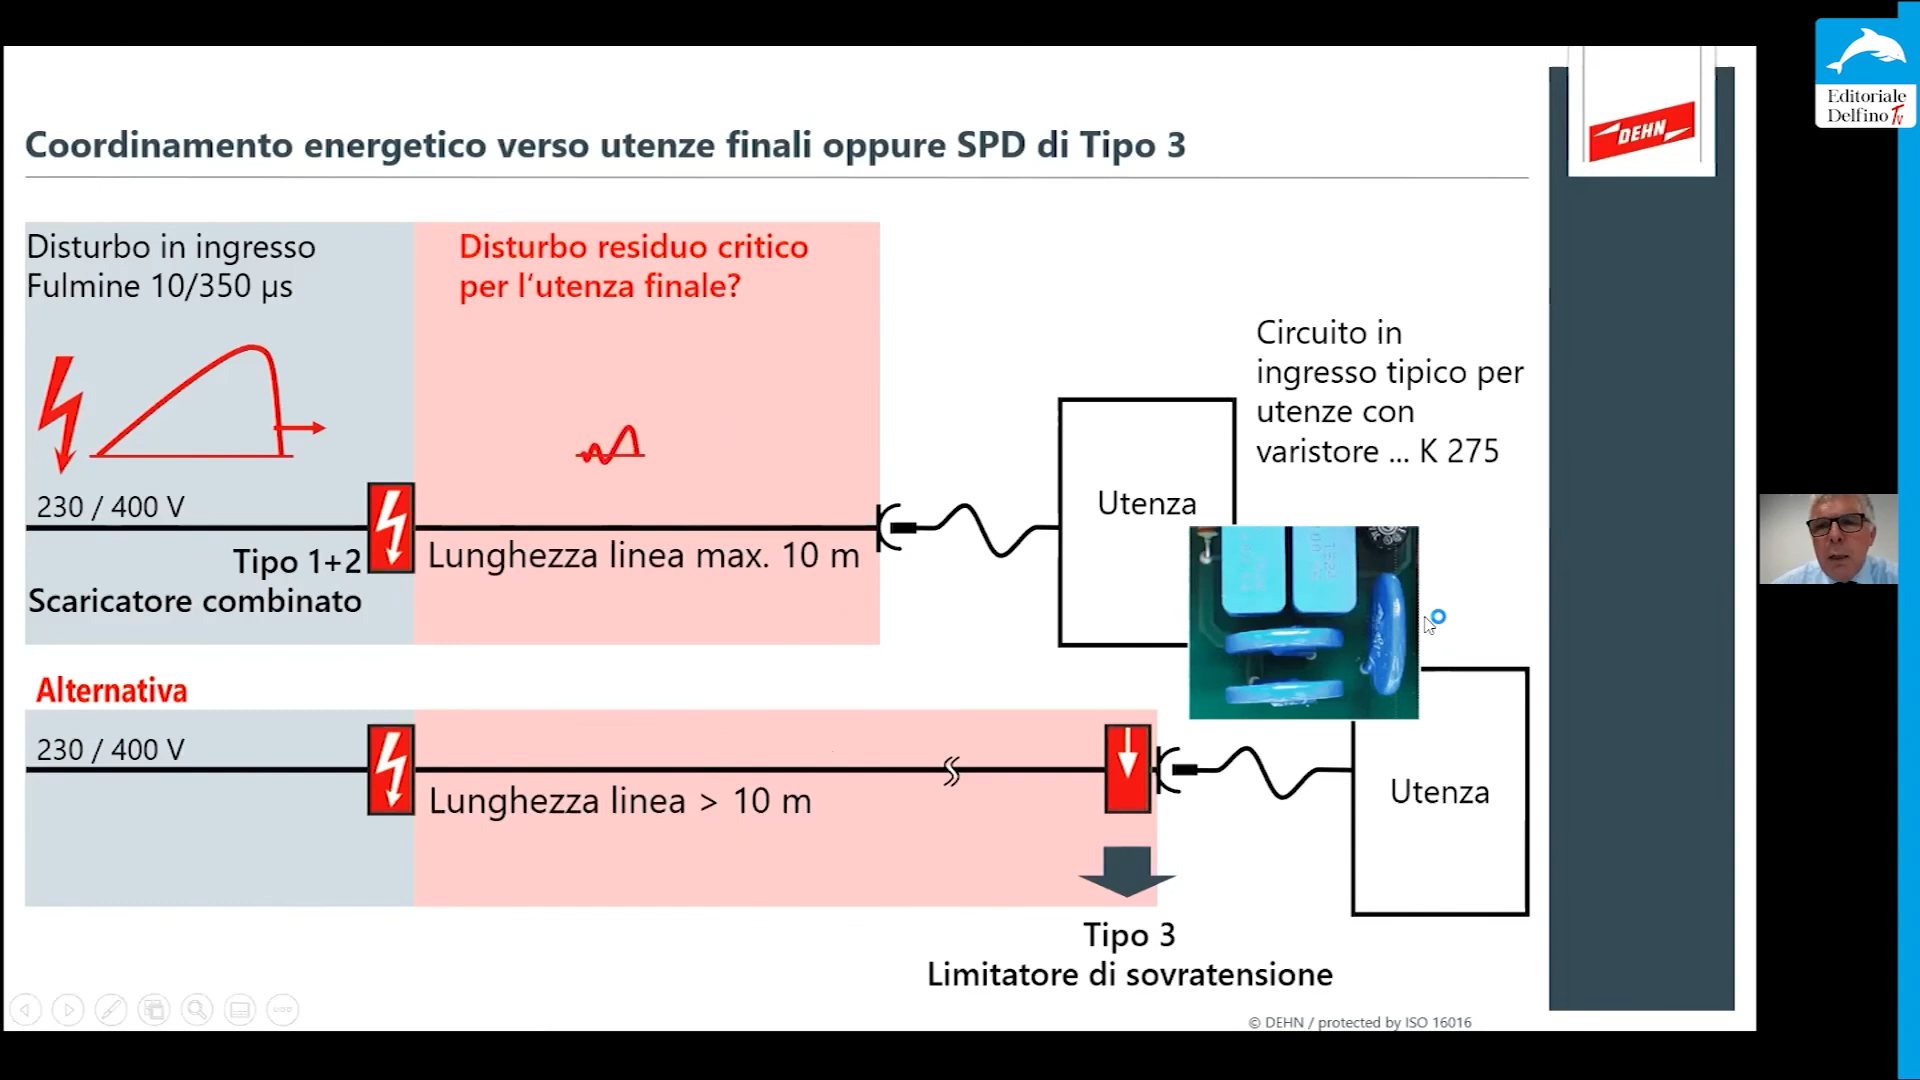 Editoriale
Delfino Tv
DEHN
Coordinamento energetico verso utenze finali oppure SPD di Tipo 3
Disturbo in ingresso
Fulmine 10/350 µs
Disturbo residuo critico
per l‘utenza finale?
Circuito in
ingresso tipico per
utenze con
varistore ... K 275
230 / 400 V
Utenza
Tipo 1+2
Scaricatore combinato
Lunghezza linea max. 10 m
Alternativa
230 / 400 V
Lunghezza linea > 10 m
Utenza
Tipo 3
Limitatore di sovratensione
© DEHN / protected by ISO 16016